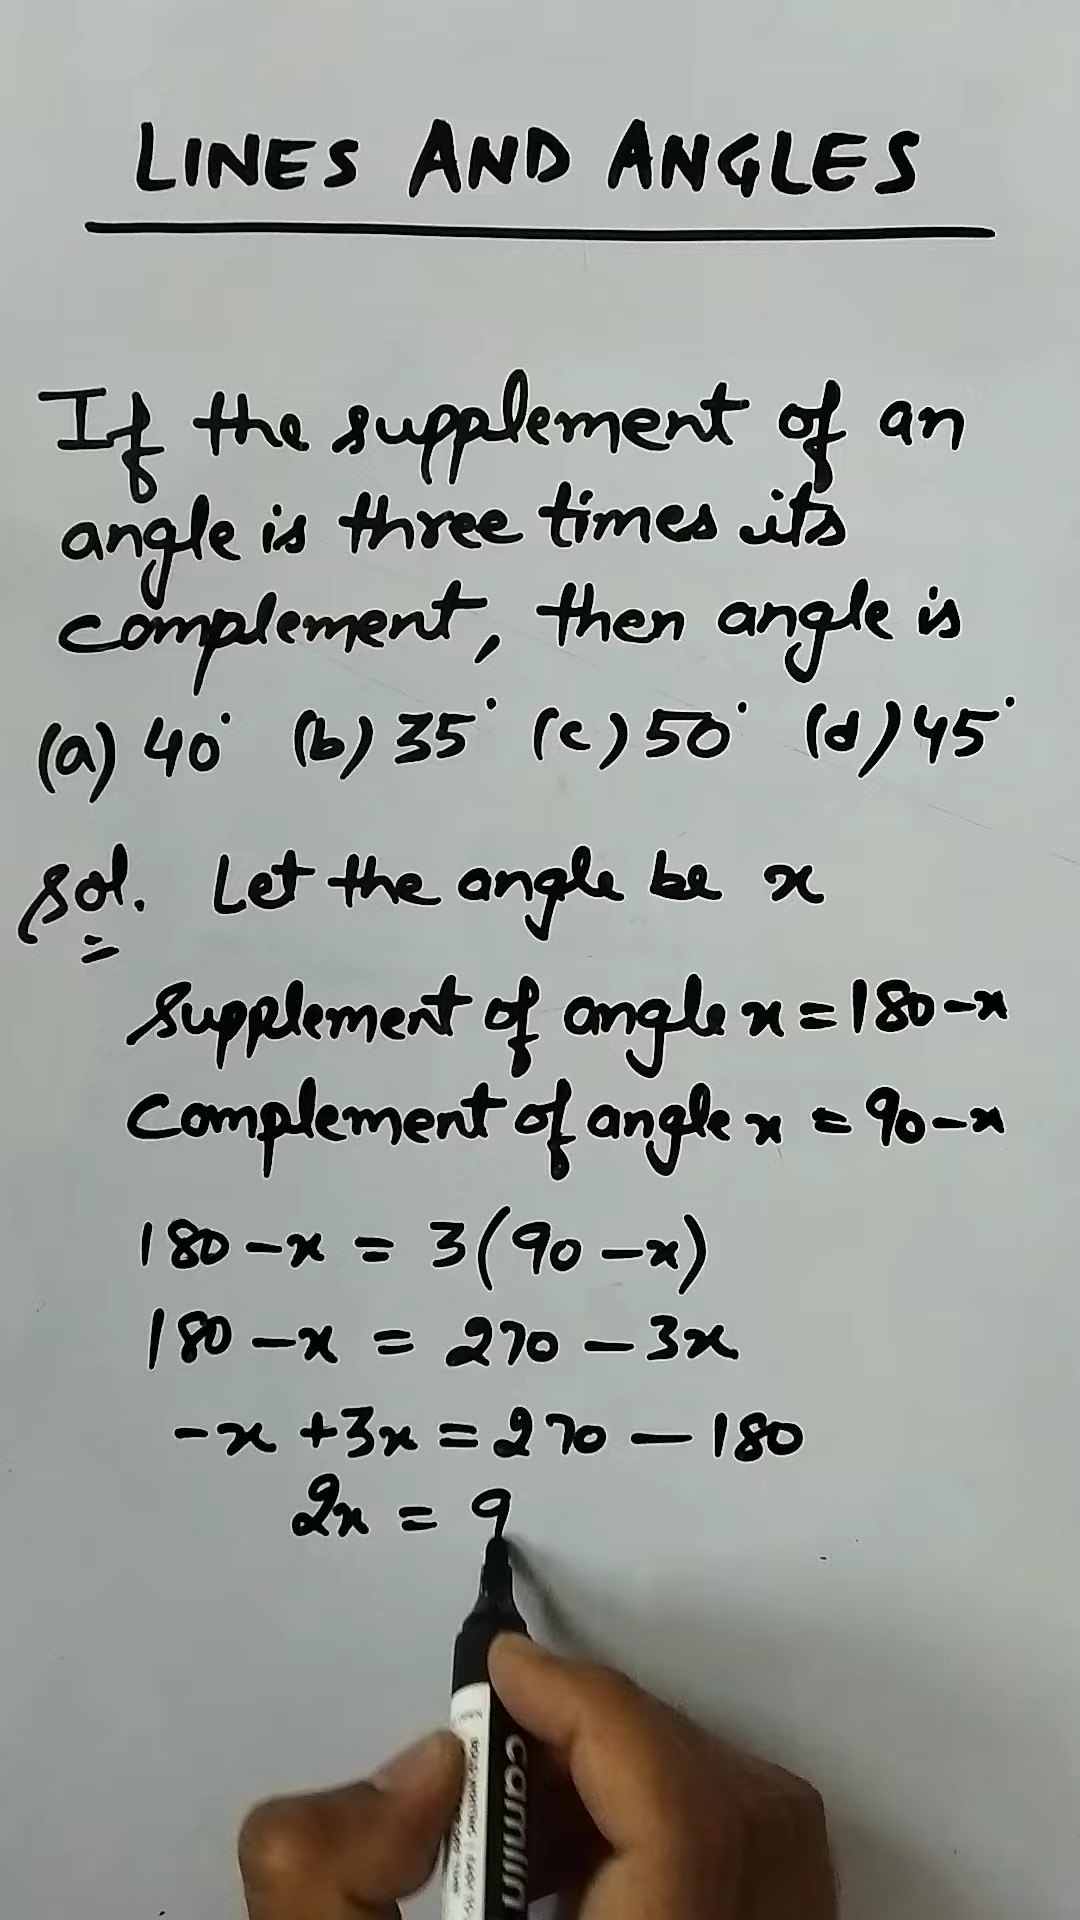 LINES AND ANGLES
If the supplement of an
angle is three times its
complement, then angle is
(a) 40° (b) 35° (c) 50° (d) 45°
Sol. Let the angle be x
Supplement of angle x = 180 - x
Complement of angle x = 90 - x
180 - x = 3(90 - x)
180 - x = 270 - 3x
-x + 3x = 270 - 180
2x = 9
camlin